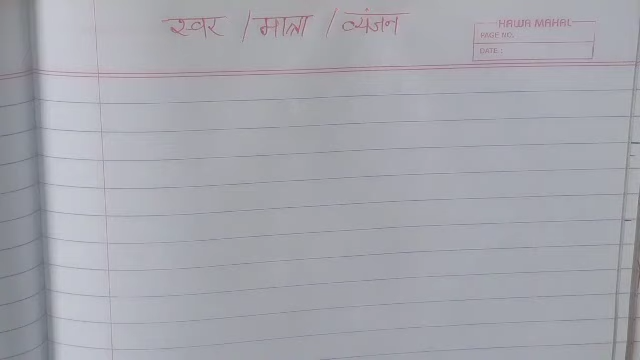 स्वर / मात्रा / व्यंजन
HAWA MAHAL
PAGE NO.
DATE :